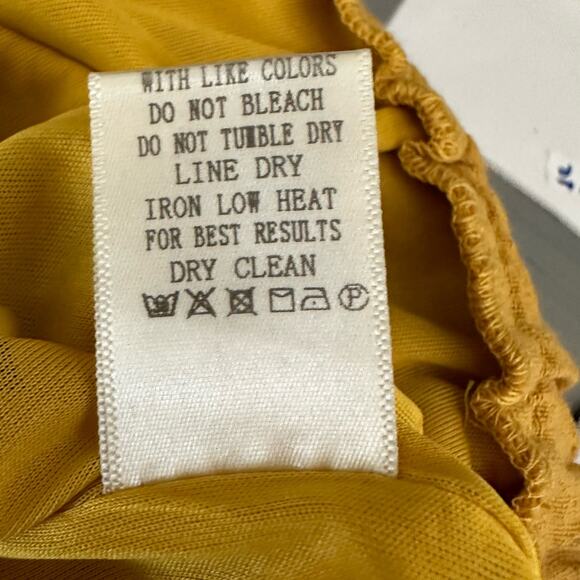 WITH LIKE COLORS
DO NOT BLEACH
DO NOT TUMBLE DRY
LINE DRY
IRON LOW HEAT
FOR BEST RESULTS
DRY CLEAN
P